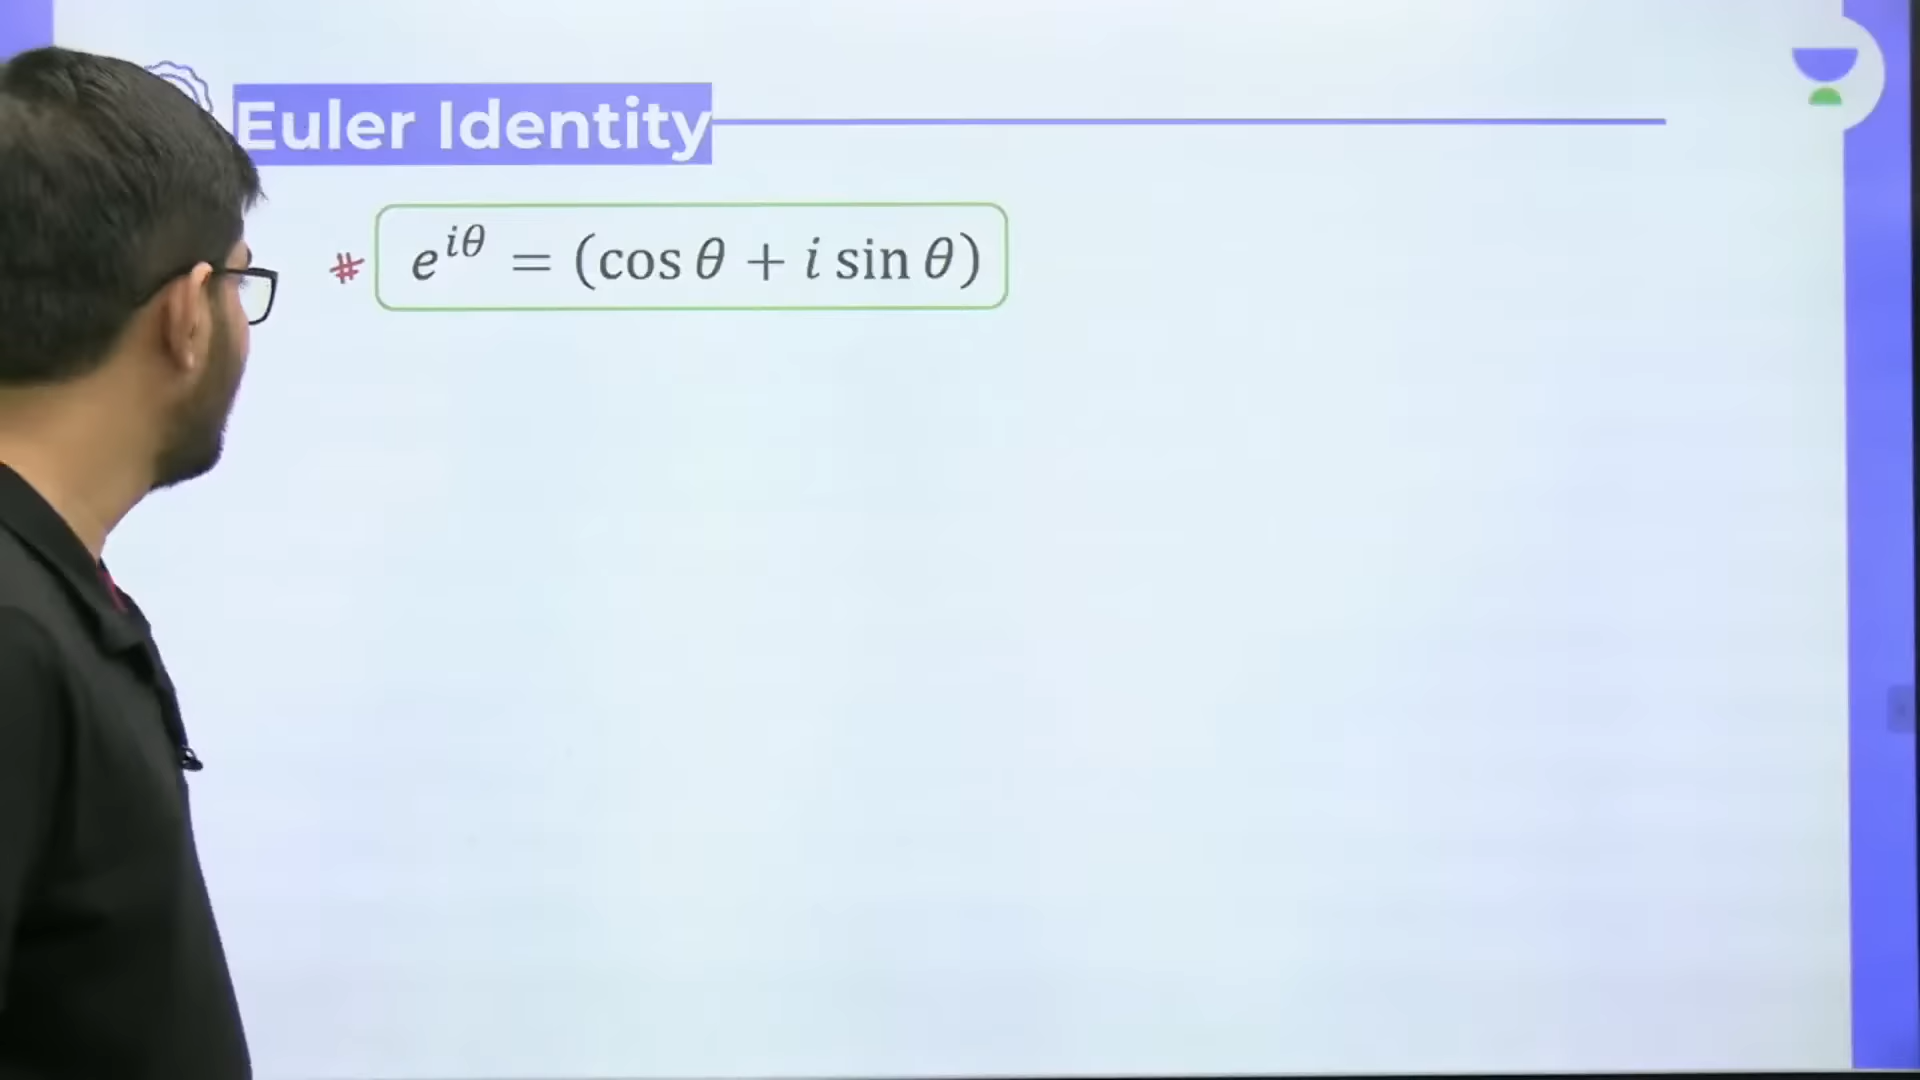 Euler Identity
# e^{iθ} = (cos θ + i sin θ)